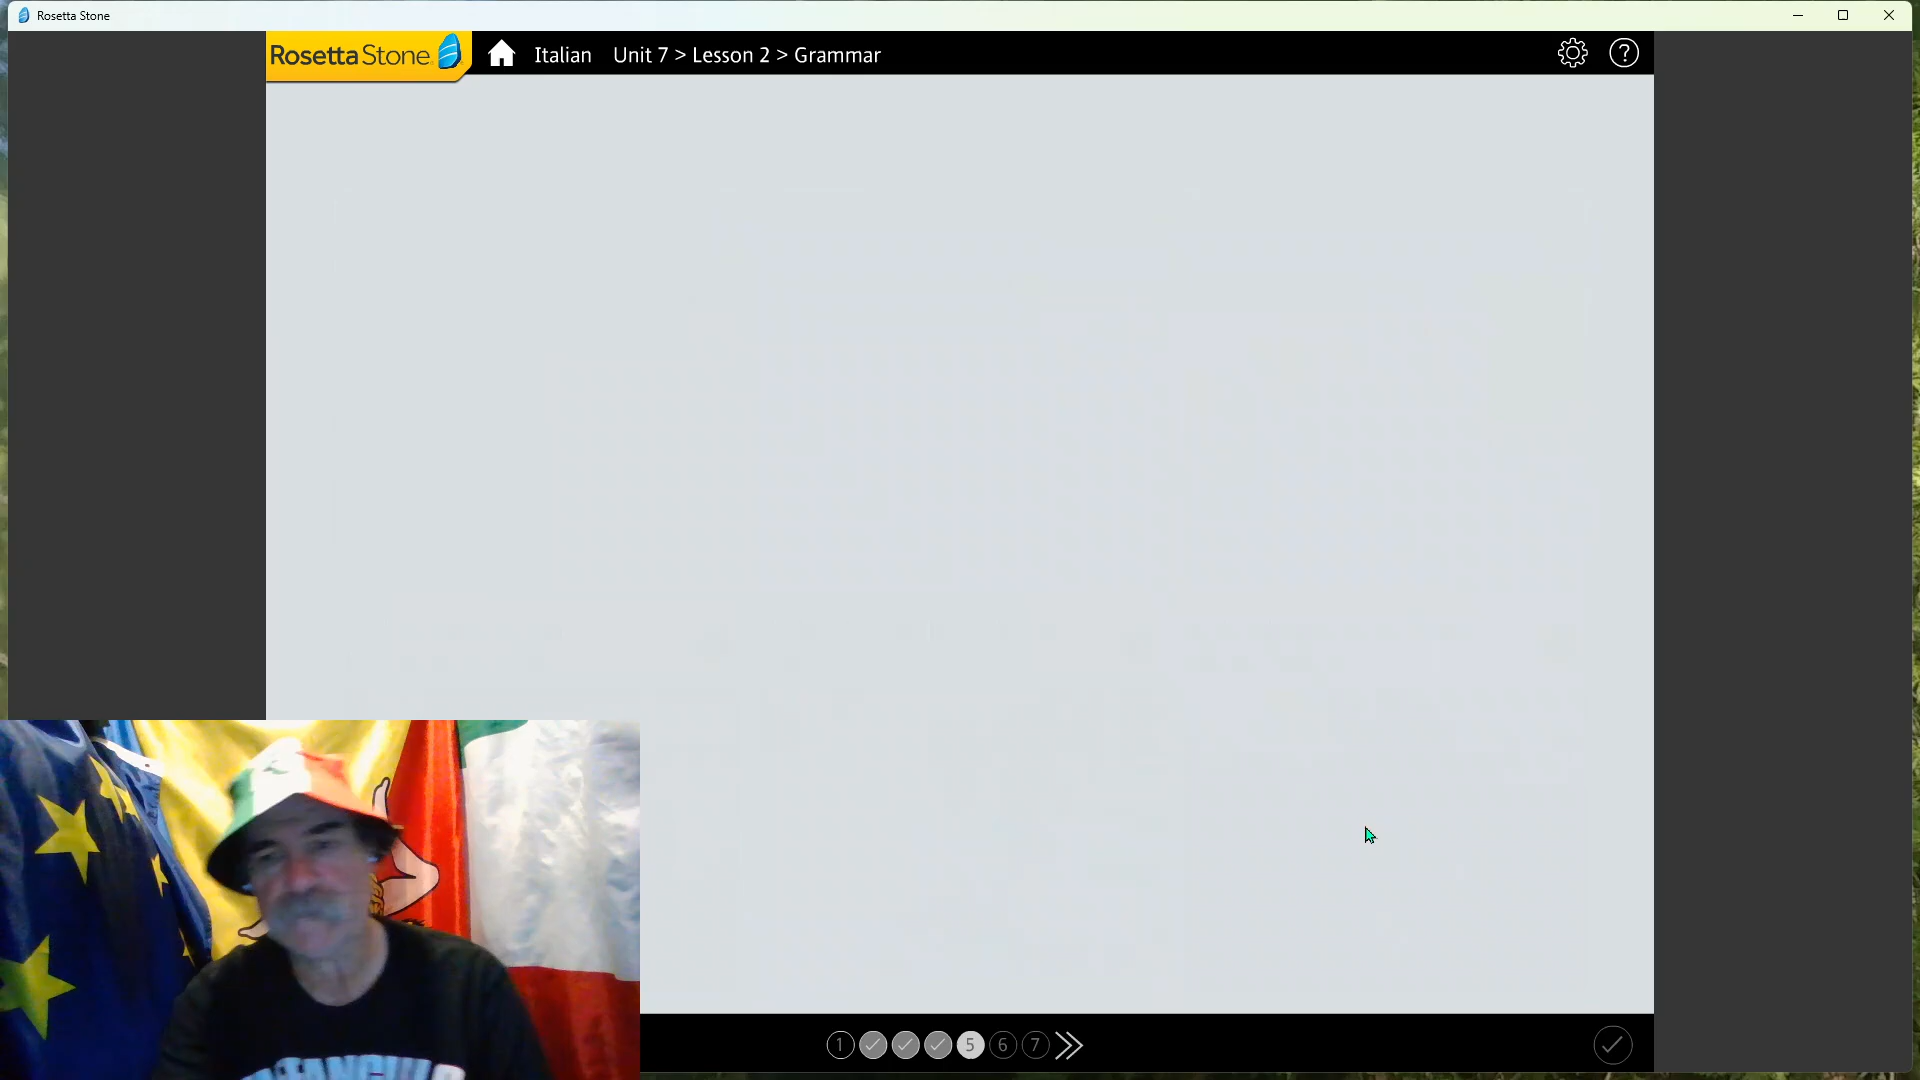 Rosetta Stone
RosettaStone
Italian Unit 7 > Lesson 2 > Grammar
?
1 5 6 7